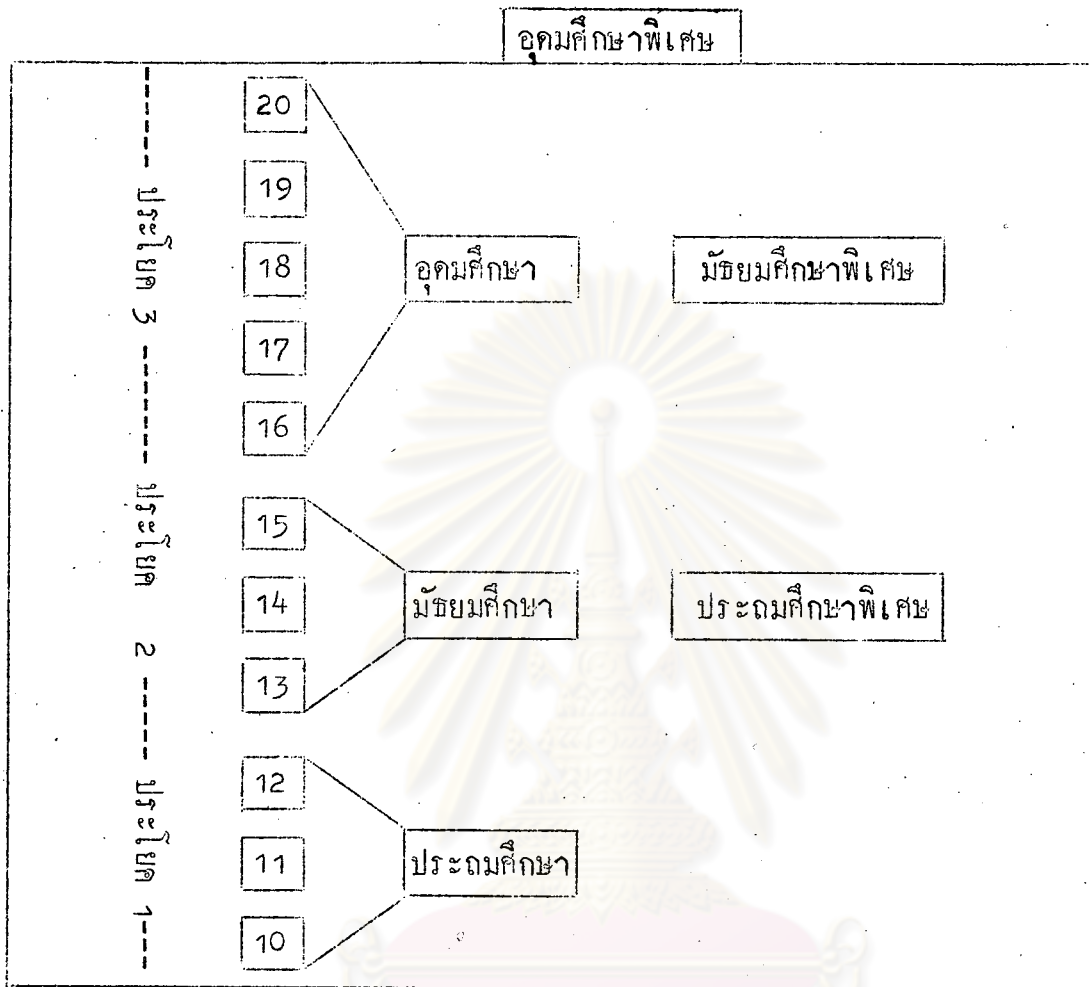 อุดมศึกษาพิเศษ
------ ประโยค 3 ------ ประโยค 2 ----- ประโยค 1---
20
19
18
อุดมศึกษา
มัธยมศึกษาพิเศษ
17
16
15
14
มัธยมศึกษา
ประถมศึกษาพิเศษ
13
12
11
ประถมศึกษา
10